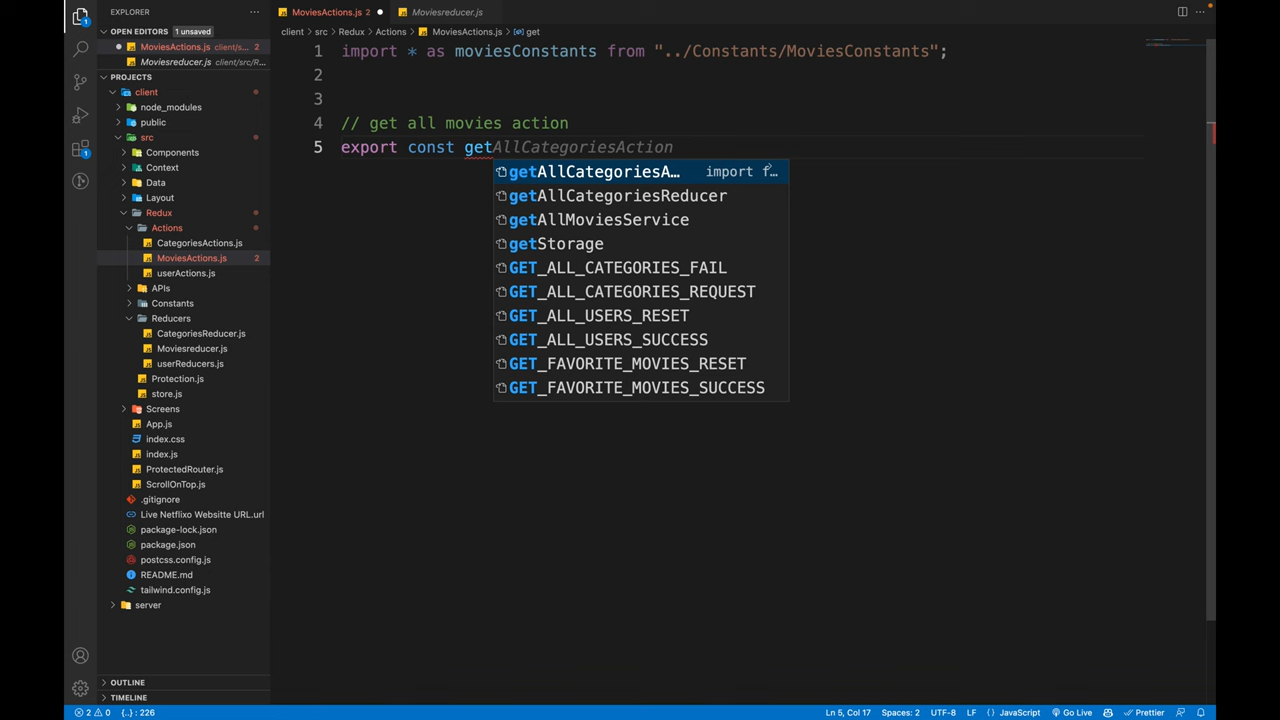 EXPLORER
OPEN EDITORS 1 unsaved
MoviesActions.js client/s... 2
Moviesreducer.js client/src/R...
PROJECTS
client
node_modules
public
src
Components
Context
Data
Layout
Redux
Actions
CategoriesActions.js
MoviesActions.js 2
userActions.js
APIs
Constants
Reducers
CategoriesReducer.js
Moviesreducer.js
userReducers.js
Protection.js
store.js
Screens
App.js
index.css
index.js
ProtectedRouter.js
ScrollOnTop.js
.gitignore
Live Netflixo Websitte URL.url
package-lock.json
package.json
postcss.config.js
README.md
tailwind.config.js
server
OUTLINE
TIMELINE
MoviesActions.js 2
Moviesreducer.js
client > src > Redux > Actions > MoviesActions.js > get
1 import * as moviesConstants from "../Constants/MoviesConstants";
2
3
4 // get all movies action
5 export const getAllCategoriesAction
getAllCategoriesA... import f...
getAllCategoriesReducer
getAllMoviesService
getStorage
GET_ALL_CATEGORIES_FAIL
GET_ALL_CATEGORIES_REQUEST
GET_ALL_USERS_RESET
GET_ALL_USERS_SUCCESS
GET_FAVORITE_MOVIES_RESET
GET_FAVORITE_MOVIES_SUCCESS
2 0 {..} : 226 Ln 5, Col 17 Spaces: 2 UTF-8 LF {} JavaScript Go Live Prettier